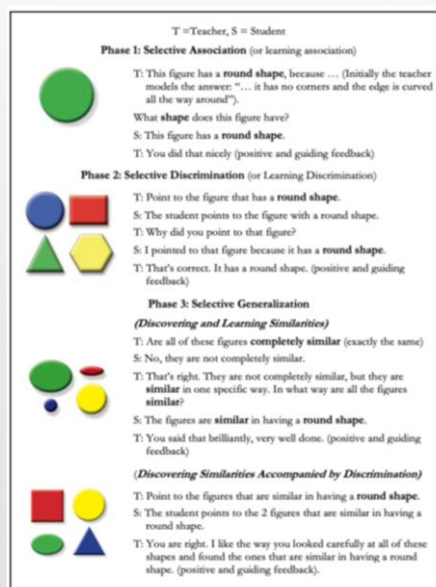 T =Teacher, S = Student
Phase 1: Selective Association (or learning association)
T: This figure has a round shape, because … (Initially the teacher
models the answer: “… it has no corners and the edge is curved
all the way around”).
What shape does this figure have?
S: This figure has a round shape.
T: You did that nicely (positive and guiding feedback)
Phase 2: Selective Discrimination (or Learning Discrimination)
T: Point to the figure that has a round shape.
S: The student points to the figure with a round shape.
T: Why did you point to that figure?
S: I pointed to that figure because it has a round shape.
T: That's correct. It has a round shape. (positive and guiding
feedback)
Phase 3: Selective Generalization
(Discovering and Learning Similarities)
T: Are all of these figures completely similar (exactly the same)
S: No, they are not completely similar.
T: That's right. They are not completely similar, but they are
similar in one specific way. In what way are all the figures
similar?
S: The figures are similar in having a round shape.
T: You said that brilliantly, very well done. (positive and guiding
feedback)
(Discovering Similarities Accompanied by Discrimination)
T: Point to the figures that are similar in having a round shape.
S: The student points to the 2 figures that are similar in having a
round shape.
T: You are right. I like the way you looked carefully at all of these
shapes and found the ones that are similar in having a round
shape. (positive and guiding feedback).